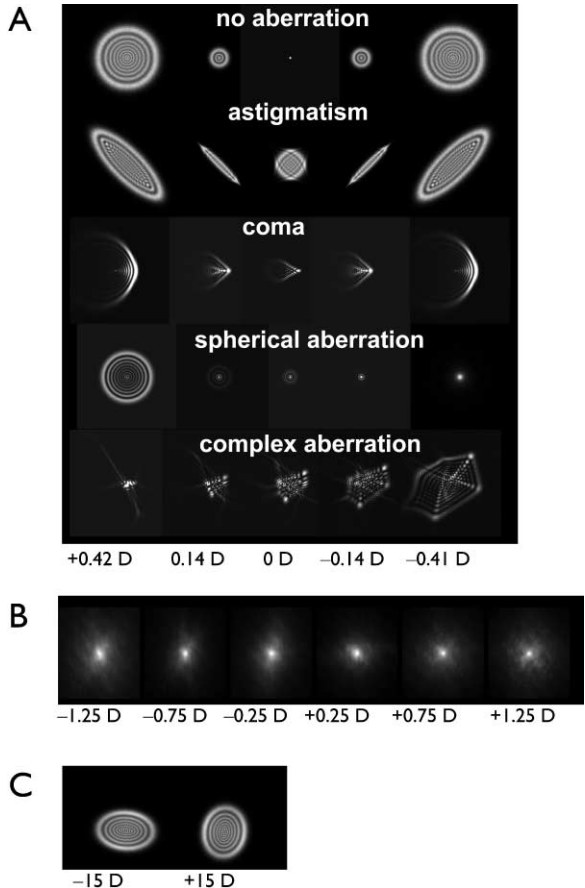 A
no aberration
astigmatism
coma
spherical aberration
complex aberration
+0.42 D 0.14 D 0 D −0.14 D −0.41 D
B
−1.25 D −0.75 D −0.25 D +0.25 D +0.75 D +1.25 D
C
−15 D +15 D